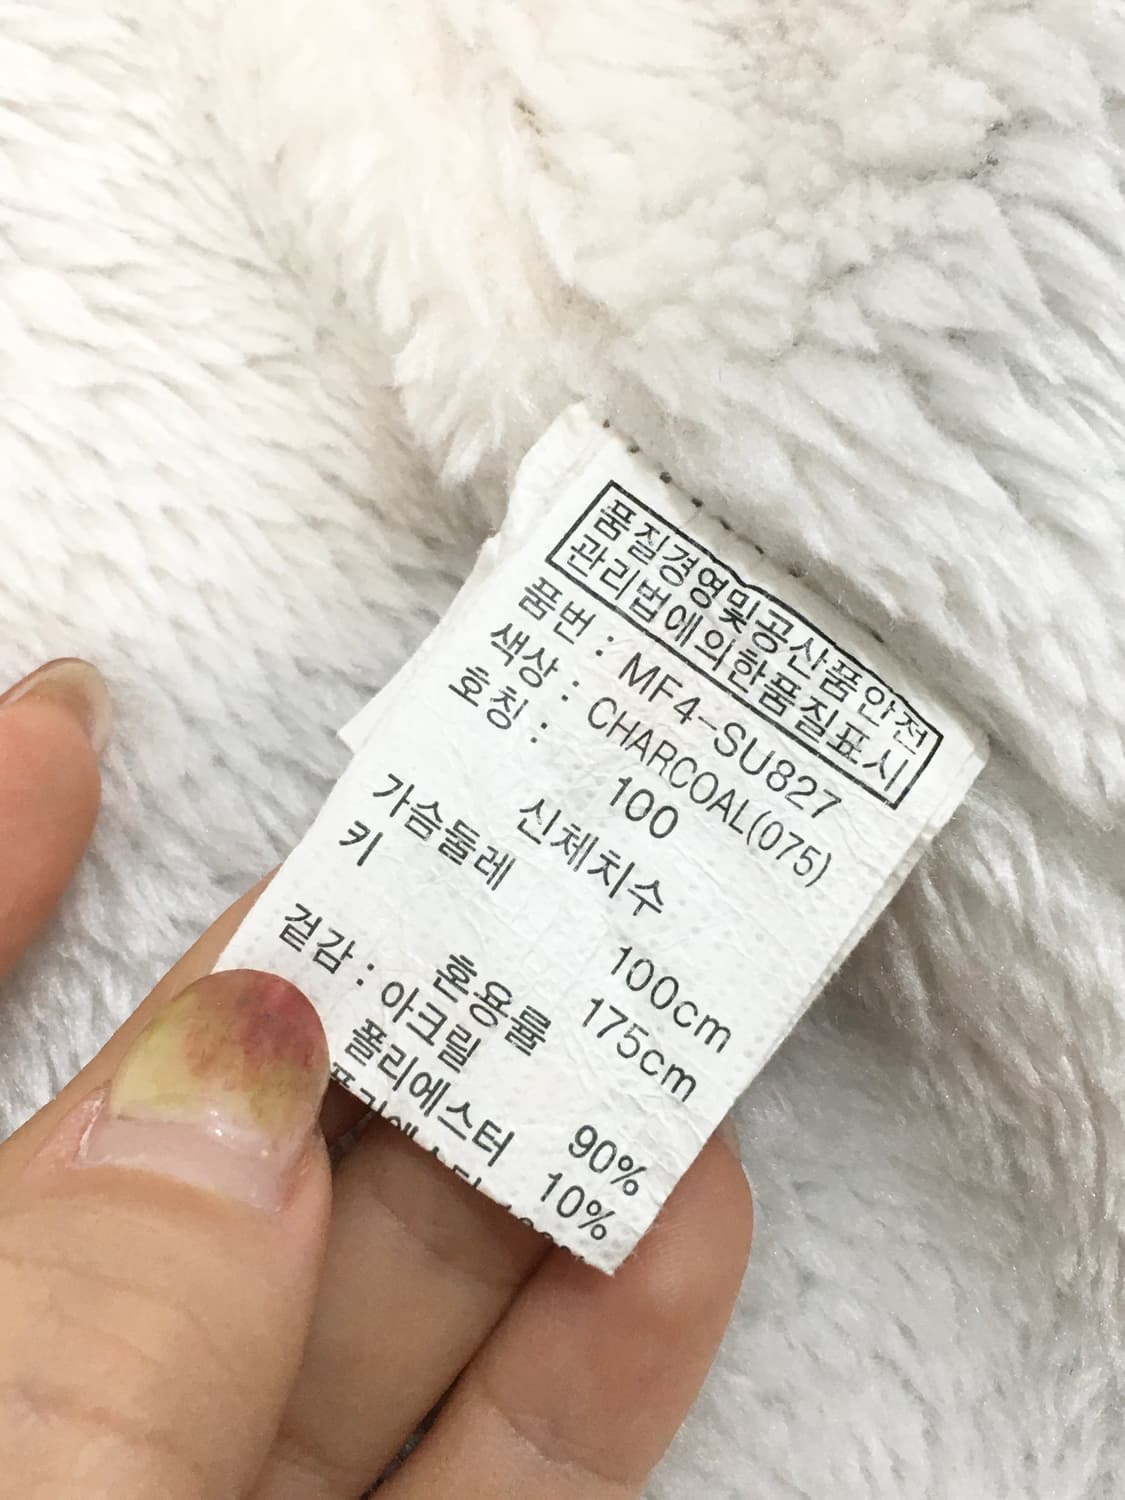 품질경영및공산품안전
관리법에의한품질표시
품번 : MF4-SU827
색상 : CHARCOAL(075)
호칭 : 100
신체치수
가슴둘레 100cm
키 175cm
혼용률
겉감 : 아크릴 90%
폴리에스터 10%